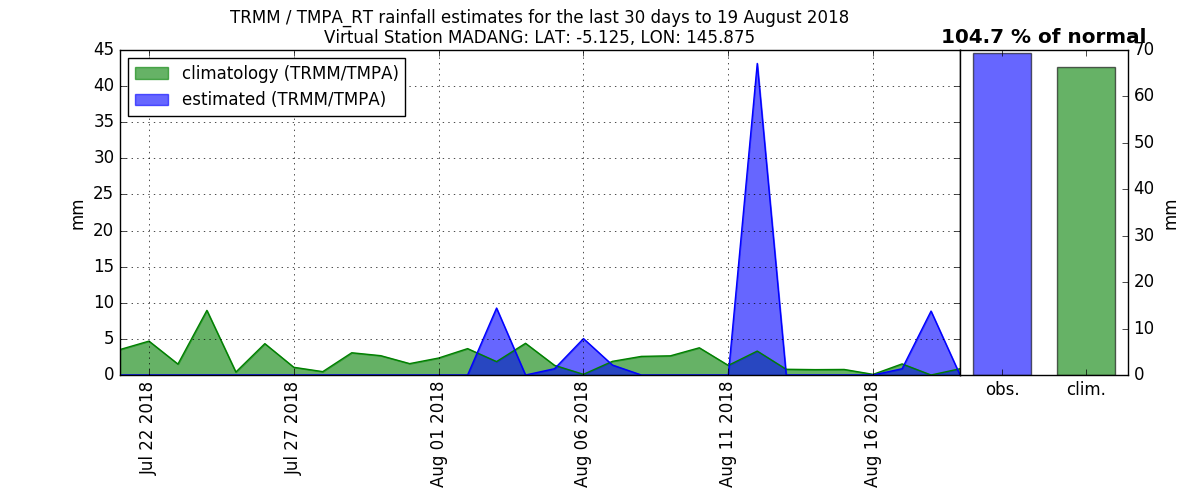 TRMM / TMPA_RT rainfall estimates for the last 30 days to 19 August 2018
Virtual Station MADANG: LAT: -5.125, LON: 145.875
104.7 % of normal
climatology (TRMM/TMPA)
estimated (TRMM/TMPA)
mm
45
40
35
30
25
20
15
10
5
0
Jul 22 2018
Jul 27 2018
Aug 01 2018
Aug 06 2018
Aug 11 2018
Aug 16 2018
obs.
clim.
70
60
50
40
30
20
10
0
mm